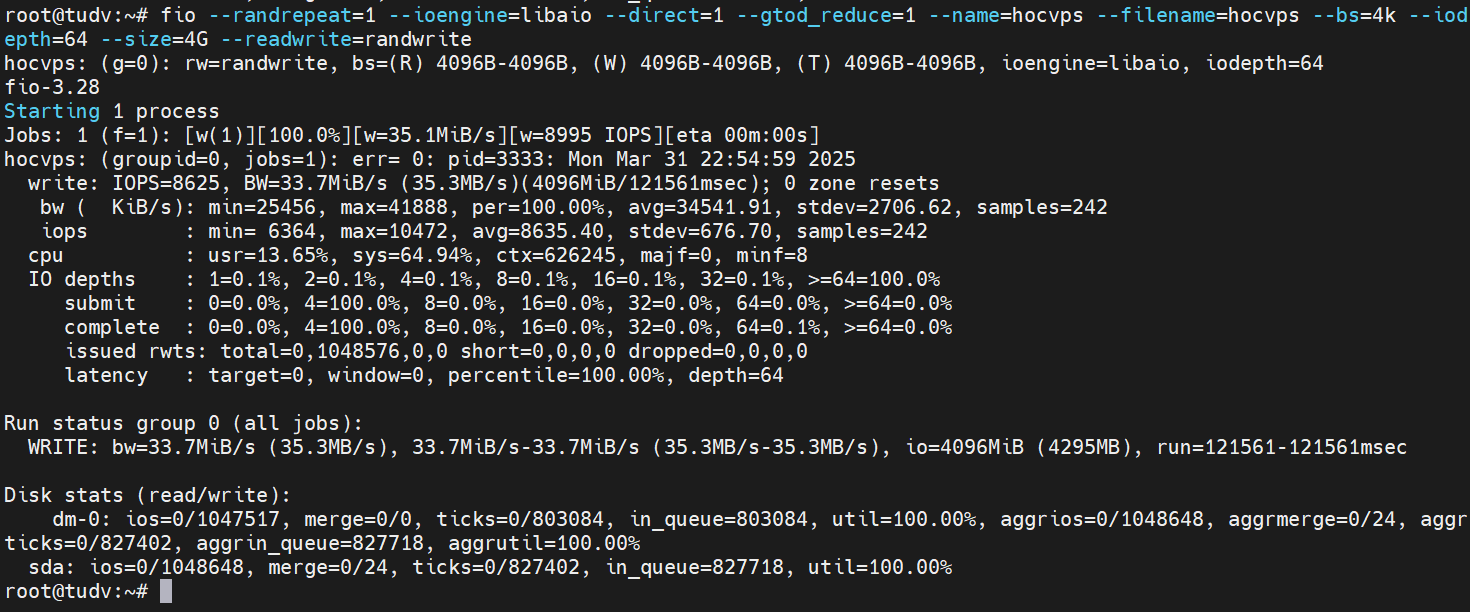 root@tudv:~# fio --randrepeat=1 --ioengine=libaio --direct=1 --gtod_reduce=1 --name=hocvps --filename=hocvps --bs=4k --iod
epth=64 --size=4G --readwrite=randwrite
hocvps: (g=0): rw=randwrite, bs=(R) 4096B-4096B, (W) 4096B-4096B, (T) 4096B-4096B, ioengine=libaio, iodepth=64
fio-3.28
Starting 1 process
Jobs: 1 (f=1): [w(1)][100.0%][w=35.1MiB/s][w=8995 IOPS][eta 00m:00s]
hocvps: (groupid=0, jobs=1): err= 0: pid=3333: Mon Mar 31 22:54:59 2025
  write: IOPS=8625, BW=33.7MiB/s (35.3MB/s)(4096MiB/121561msec); 0 zone resets
   bw (  KiB/s): min=25456, max=41888, per=100.00%, avg=34541.91, stdev=2706.62, samples=242
   iops        : min= 6364, max=10472, avg=8635.40, stdev=676.70, samples=242
  cpu          : usr=13.65%, sys=64.94%, ctx=626245, majf=0, minf=8
  IO depths    : 1=0.1%, 2=0.1%, 4=0.1%, 8=0.1%, 16=0.1%, 32=0.1%, >=64=100.0%
     submit    : 0=0.0%, 4=100.0%, 8=0.0%, 16=0.0%, 32=0.0%, 64=0.0%, >=64=0.0%
     complete  : 0=0.0%, 4=100.0%, 8=0.0%, 16=0.0%, 32=0.0%, 64=0.1%, >=64=0.0%
     issued rwts: total=0,1048576,0,0 short=0,0,0,0 dropped=0,0,0,0
     latency   : target=0, window=0, percentile=100.00%, depth=64

Run status group 0 (all jobs):
  WRITE: bw=33.7MiB/s (35.3MB/s), 33.7MiB/s-33.7MiB/s (35.3MB/s-35.3MB/s), io=4096MiB (4295MB), run=121561-121561msec

Disk stats (read/write):
    dm-0: ios=0/1047517, merge=0/0, ticks=0/803084, in_queue=803084, util=100.00%, aggrios=0/1048648, aggrmerge=0/24, aggr
ticks=0/827402, aggrin_queue=827718, aggrutil=100.00%
  sda: ios=0/1048648, merge=0/24, ticks=0/827402, in_queue=827718, util=100.00%
root@tudv:~#